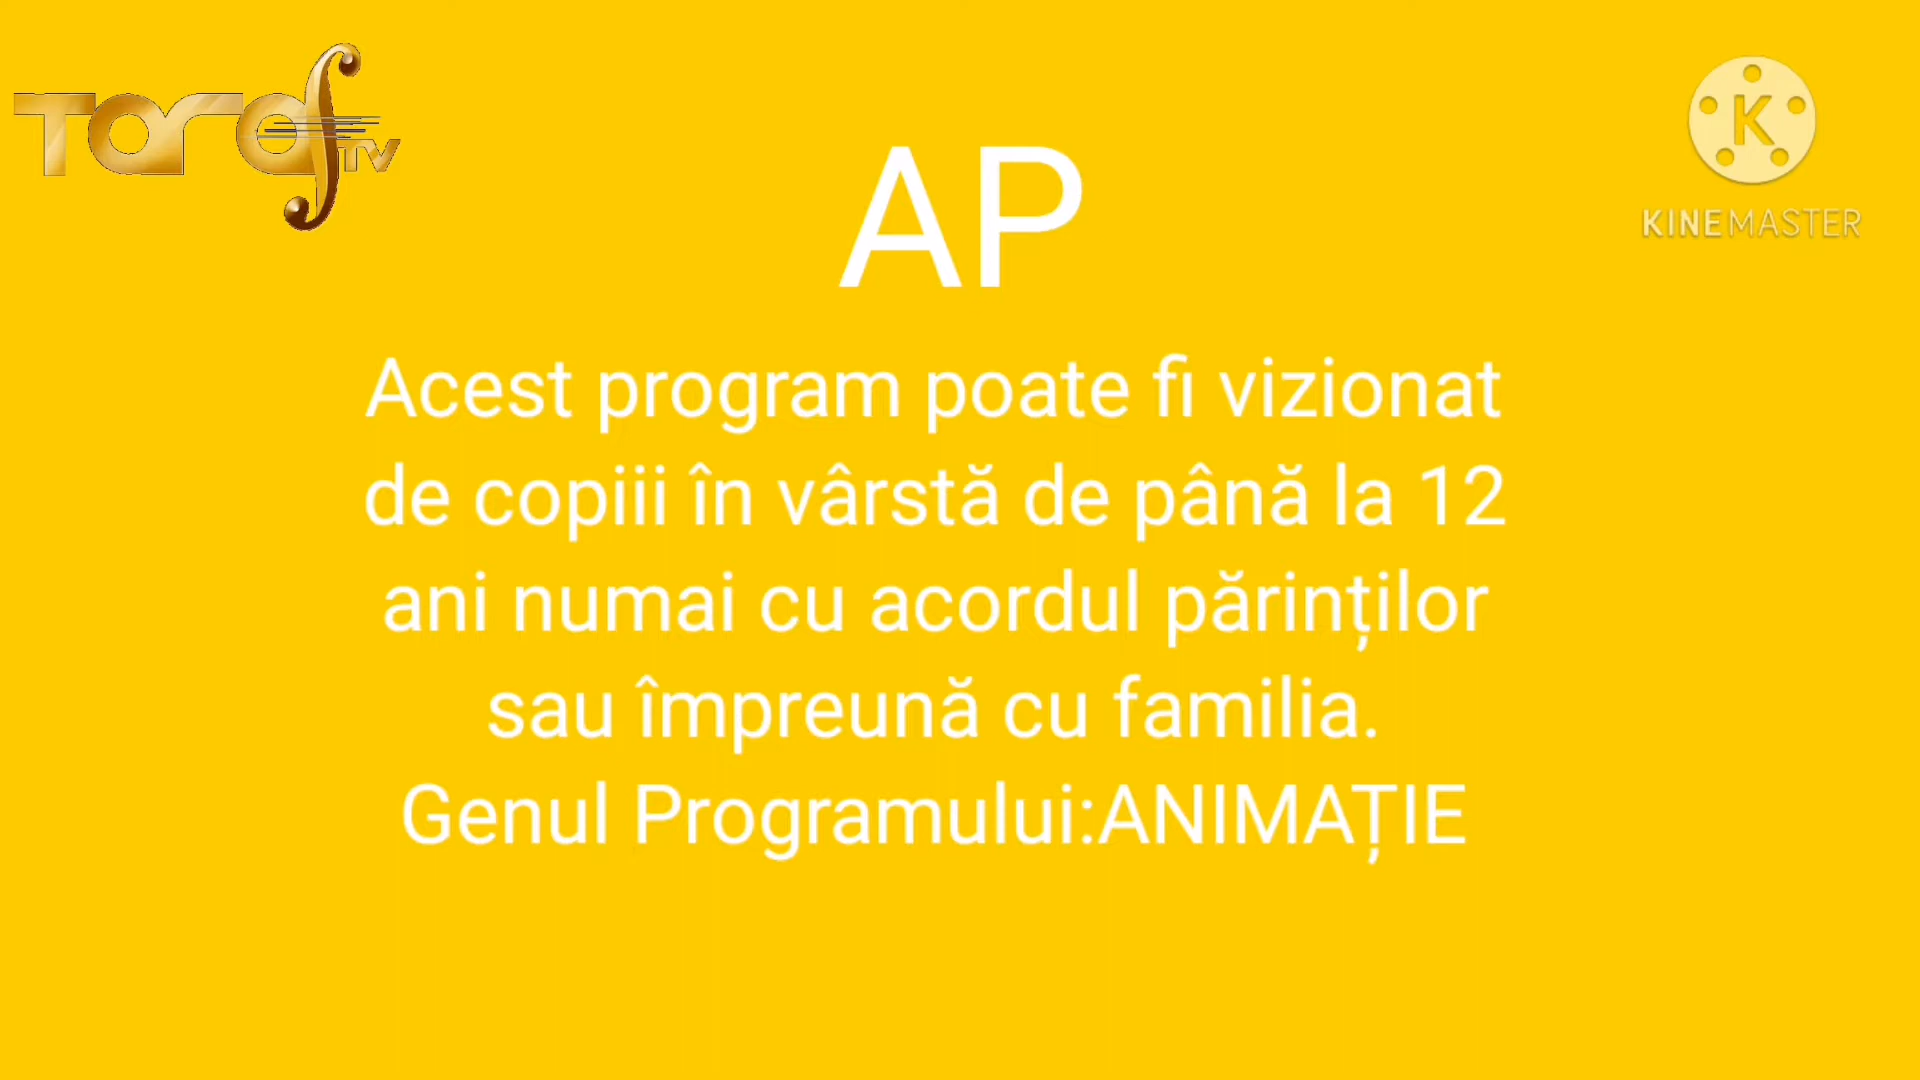 Taraf TV
K
KINEMASTER
AP
Acest program poate fi vizionat
de copiii în vârstă de până la 12
ani numai cu acordul părinților
sau împreună cu familia.
Genul Programului:ANIMAȚIE